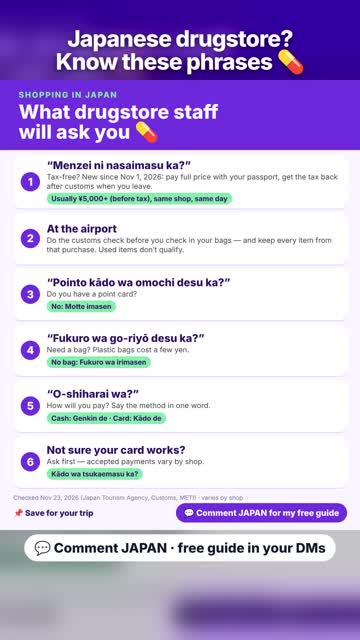 Japanese drugstore?
Know these phrases 💊
SHOPPING IN JAPAN
What drugstore staff
will ask you 💊
1
“Menzei ni nasaimasu ka?”
Tax-free? New since Nov 1, 2026: pay full price with your passport, get the tax back
after customs when you leave.
Usually ¥5,000+ (before tax), same shop, same day
2
At the airport
Do the customs check before you check in your bags — and keep every item from
that purchase. Used items don’t qualify.
3
“Pointo kādo wa omochi desu ka?”
Do you have a point card?
No: Motte imasen
4
“Fukuro wa go-riyō desu ka?”
Need a bag? Plastic bags cost a few yen.
No bag: Fukuro wa irimasen
5
“O-shiharai wa?”
How will you pay? Say the method in one word.
Cash: Genkin de · Card: Kādo de
6
Not sure your card works?
Ask first — accepted payments vary by shop.
Kādo wa tsukaemasu ka?
Checked Nov 23, 2026 (Japan Tourism Agency, Customs, METI) · varies by shop
📌 Save for your trip
💬 Comment JAPAN for my free guide
💬 Comment JAPAN · free guide in your DMs